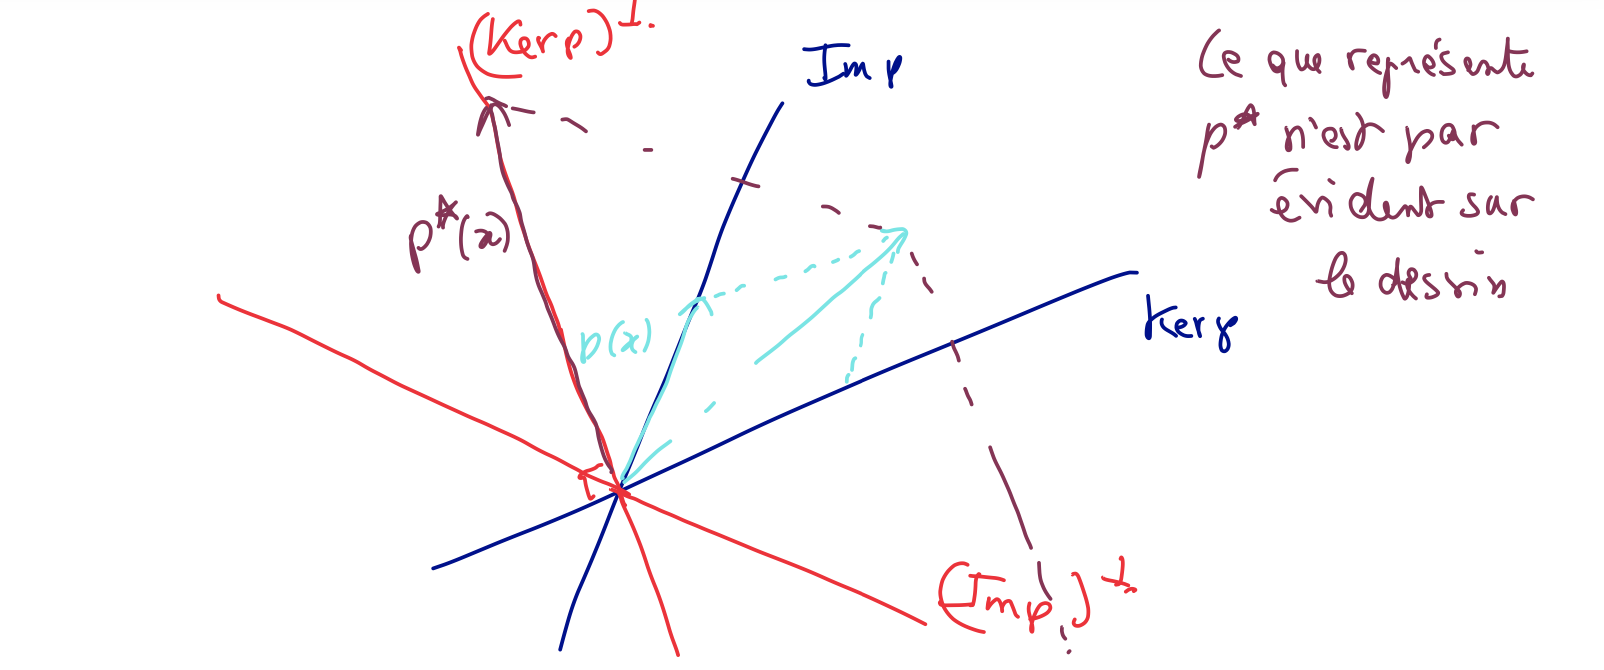 (Ker p)^⊥
Im p
Ce que représente
p* n'est pas
évident sur
le dessin
p*(x)
p(x)
Ker p
(Im p)^⊥